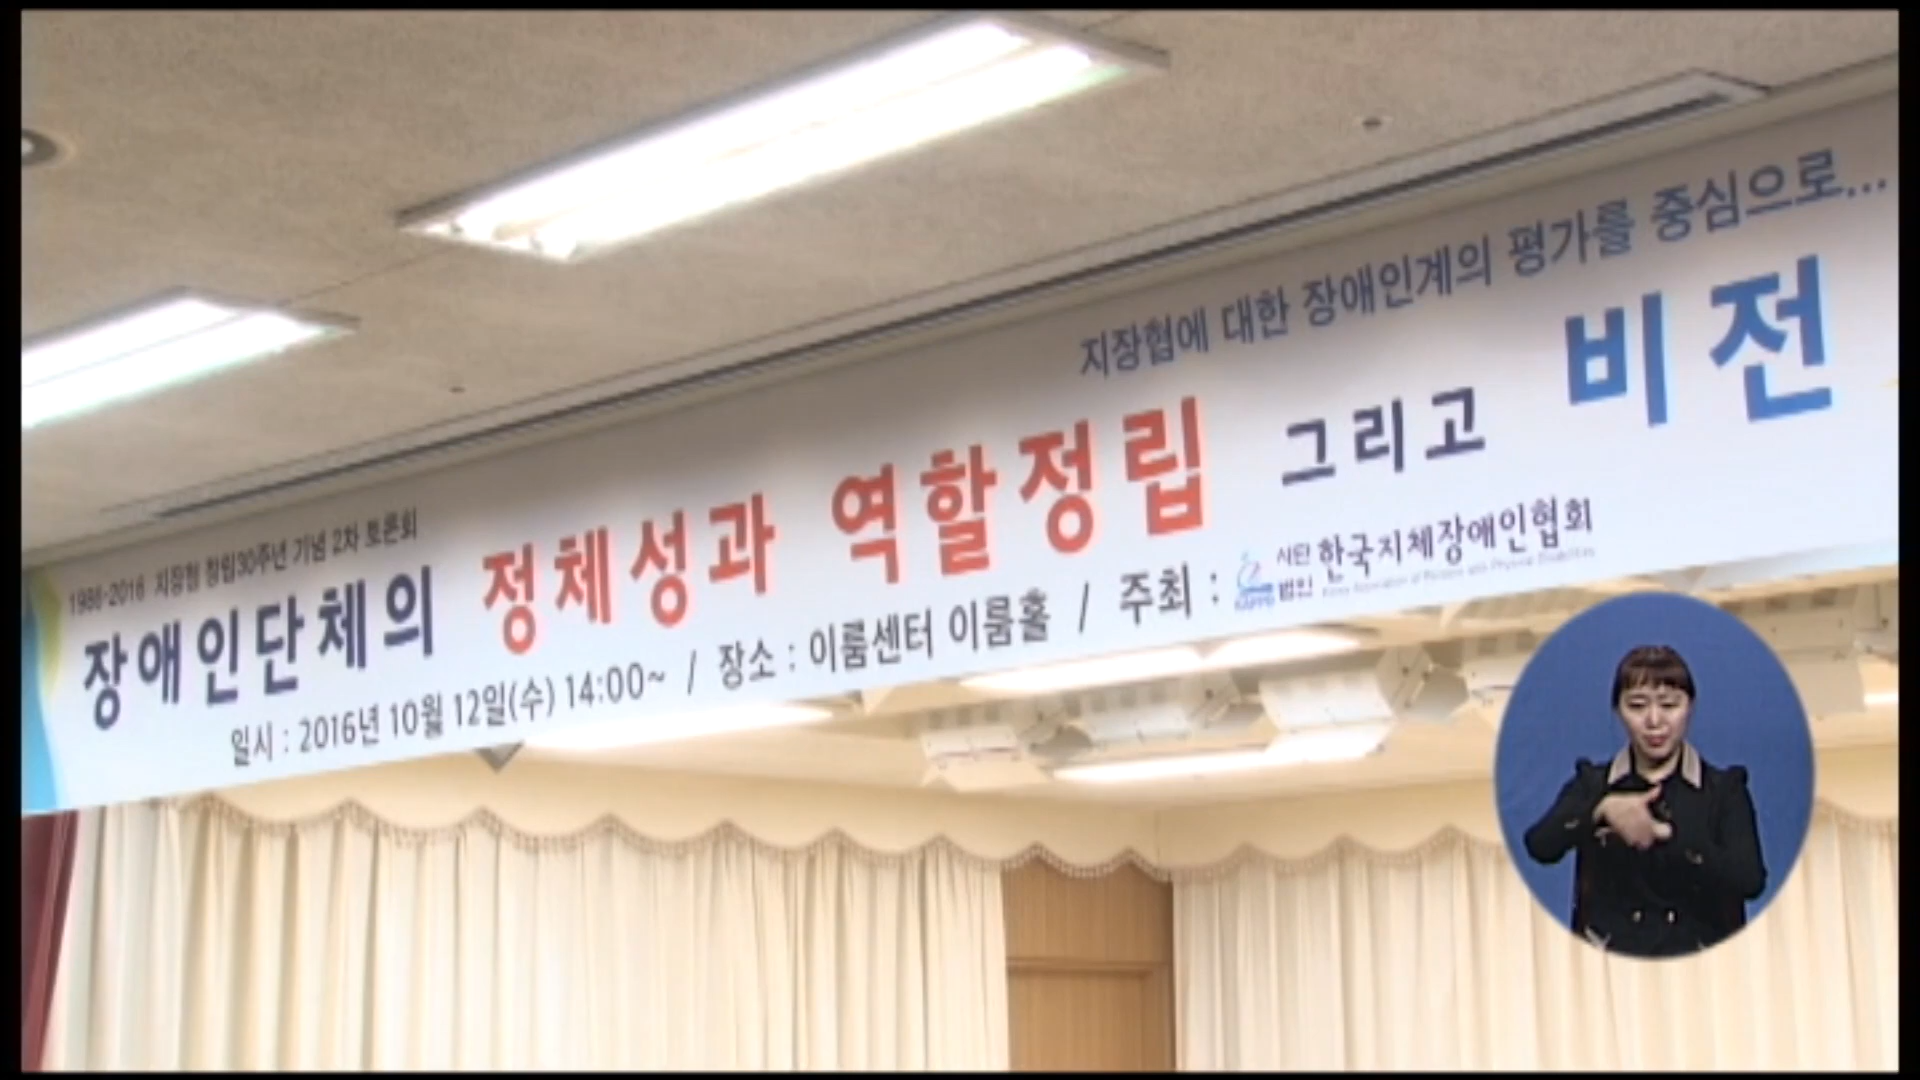 지장협에 대한 장애인계의 평가를 중심으로...
1986-2016 지장협 창립30주년 기념 2차 토론회
장애인단체의 정체성과 역할정립 그리고 비전
일시 : 2016년 10월 12일(수) 14:00~ / 장소 : 이룸센터 이룸홀 / 주최 : 사단법인 한국지체장애인협회